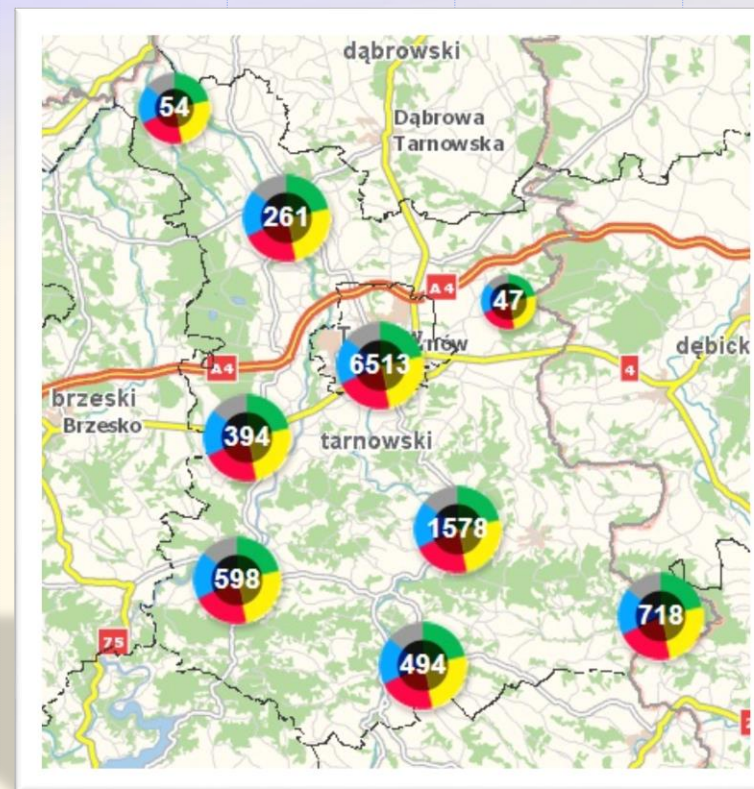 dąbrowski
54
Dąbrowa
Tarnowska
261
A4
47
6513
dębick
A4
4
brzeski
Brzesko
394
tarnowski
1578
598
718
75
494